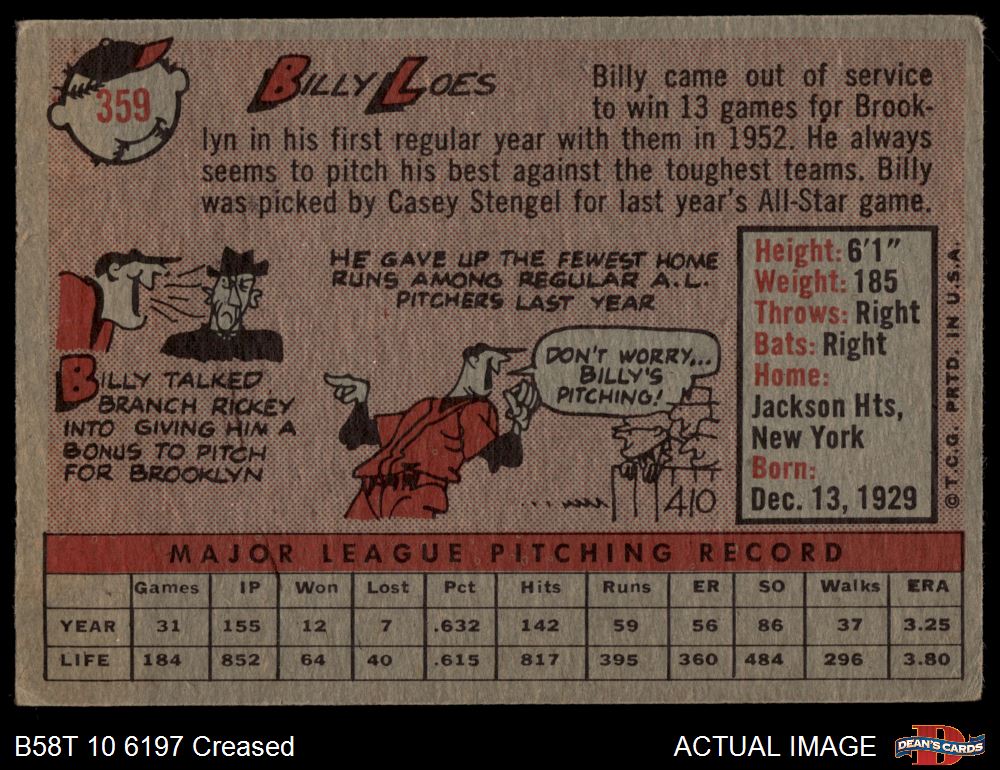 359
BILLY LOES
Billy came out of service
to win 13 games for Brook-
lyn in his first regular year with them in 1952. He always
seems to pitch his best against the toughest teams. Billy
was picked by Casey Stengel for last year's All-Star game.
HE GAVE UP THE FEWEST HOME
RUNS AMONG REGULAR A.L.
PITCHERS LAST YEAR
BILLY TALKED
BRANCH RICKEY
INTO GIVING HIM A
BONUS TO PITCH
FOR BROOKLYN
DON'T WORRY...
BILLY'S
PITCHING!
410
Height: 6'1"
Weight: 185
Throws: Right
Bats: Right
Home:
Jackson Hts,
New York
Born:
Dec. 13, 1929
© T.C.G. PRTD. IN U.S.A.
MAJOR LEAGUE PITCHING RECORD
Games IP Won Lost Pct Hits Runs ER SO Walks ERA
YEAR 31 155 12 7 .632 142 59 56 86 37 3.25
LIFE 184 852 64 40 .615 817 395 360 484 296 3.80
B58T 10 6197 Creased
ACTUAL IMAGE
D
DEAN'S CARDS